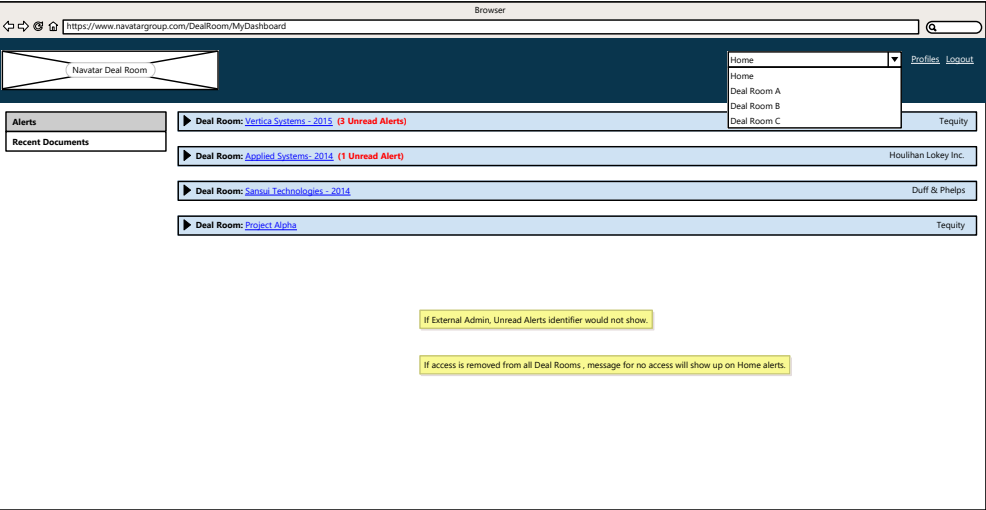 Browser
https://www.navatargroup.com/DealRoom/MyDashboard
Navatar Deal Room
Home
Profiles Logout
Home
Deal Room A
Deal Room B
Deal Room C
Alerts
Recent Documents
Deal Room: Vertica Systems - 2015 (3 Unread Alerts) Tequity
Deal Room: Applied Systems- 2014 (1 Unread Alert) Houlihan Lokey Inc.
Deal Room: Sansui Technologies - 2014 Duff & Phelps
Deal Room: Project Alpha Tequity
If External Admin, Unread Alerts identifier would not show.
If access is removed from all Deal Rooms , message for no access will show up on Home alerts.